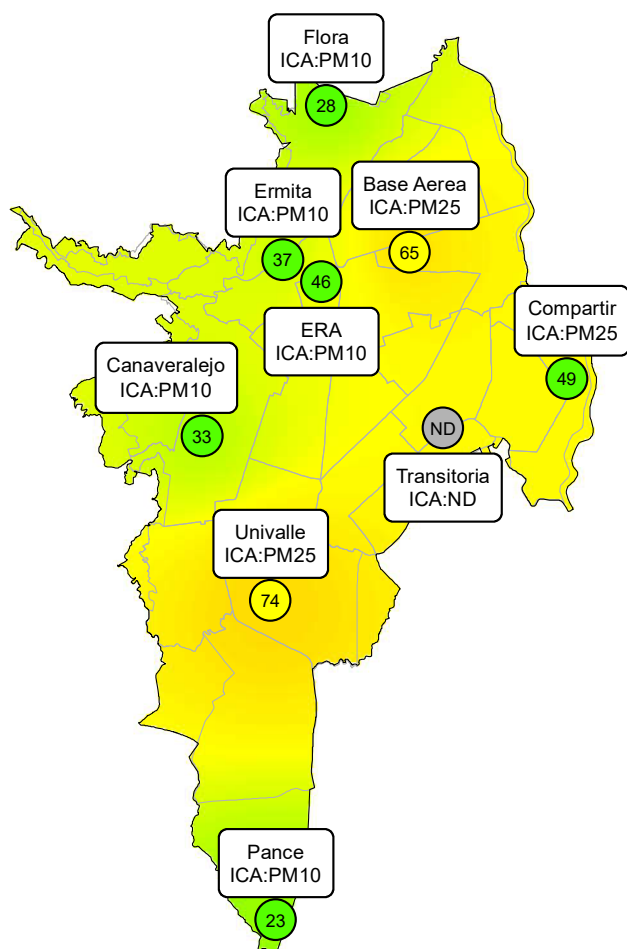 Flora
ICA:PM10
28
Ermita
ICA:PM10
37
Base Aerea
ICA:PM25
65
46
ERA
ICA:PM10
Compartir
ICA:PM25
49
Canaveralejo
ICA:PM10
33
ND
Transitoria
ICA:ND
Univalle
ICA:PM25
74
Pance
ICA:PM10
23